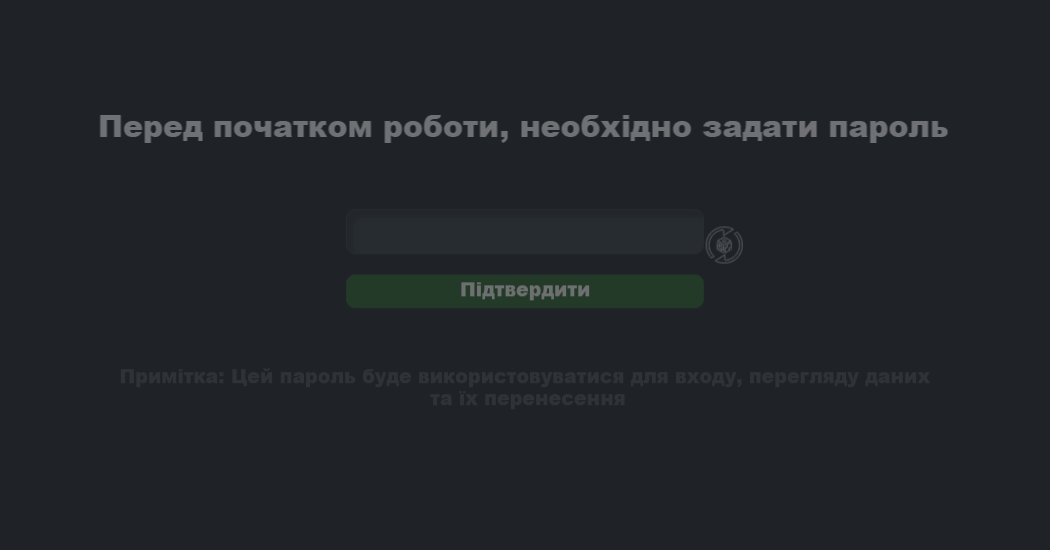 Перед початком роботи, необхідно задати пароль
Підтвердити
Примітка: Цей пароль буде використовуватися для входу, перегляду даних
та їх перенесення